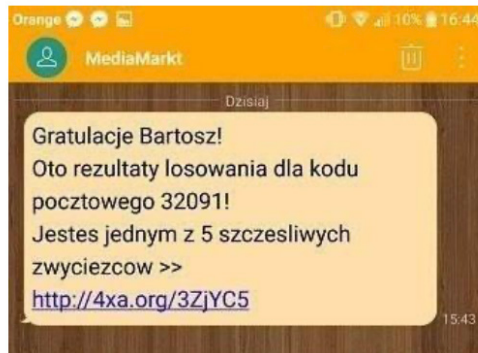 Orange 10% 16:44
MediaMarkt
Dzisiaj
Gratulacje Bartosz!
Oto rezultaty losowania dla kodu
pocztowego 32091!
Jestes jednym z 5 szczesliwych
zwyciezcow >>
http://4xa.org/3ZjYC5
15:43